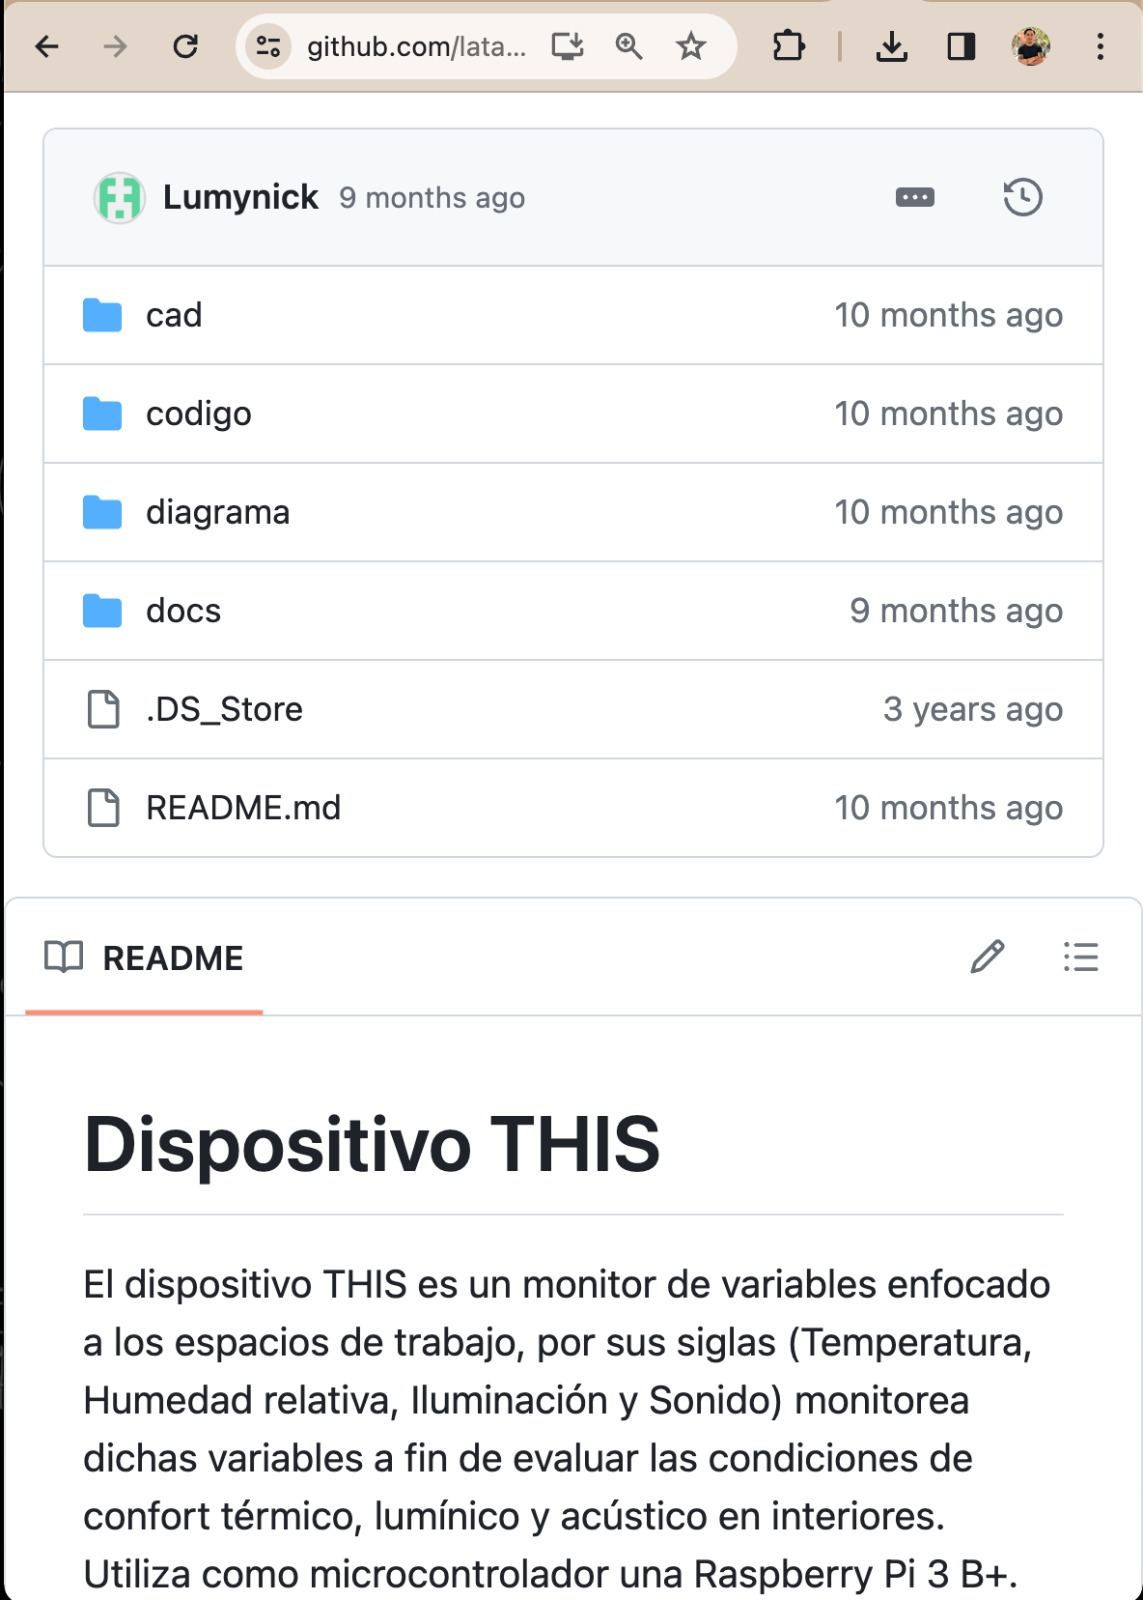 github.com/lata...
Lumynick 9 months ago
cad 10 months ago
codigo 10 months ago
diagrama 10 months ago
docs 9 months ago
.DS_Store 3 years ago
README.md 10 months ago
README
Dispositivo THIS
El dispositivo THIS es un monitor de variables enfocado
a los espacios de trabajo, por sus siglas (Temperatura,
Humedad relativa, Iluminación y Sonido) monitorea
dichas variables a fin de evaluar las condiciones de
confort térmico, lumínico y acústico en interiores.
Utiliza como microcontrolador una Raspberry Pi 3 B+.